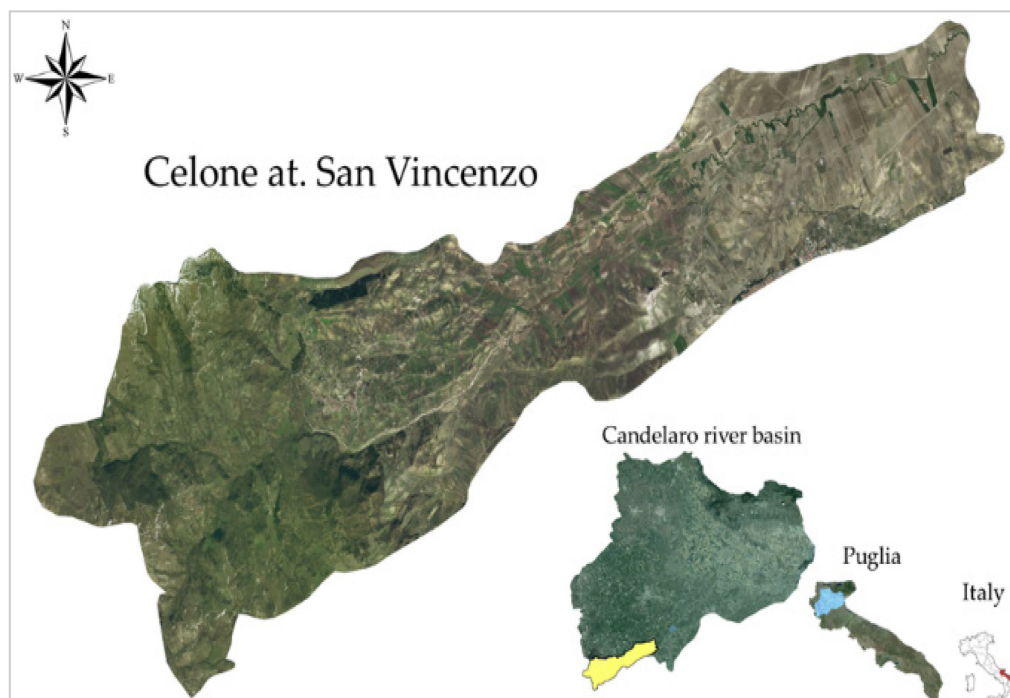 N
W E
S
Celone at. San Vincenzo
Candelaro river basin
Puglia
Italy